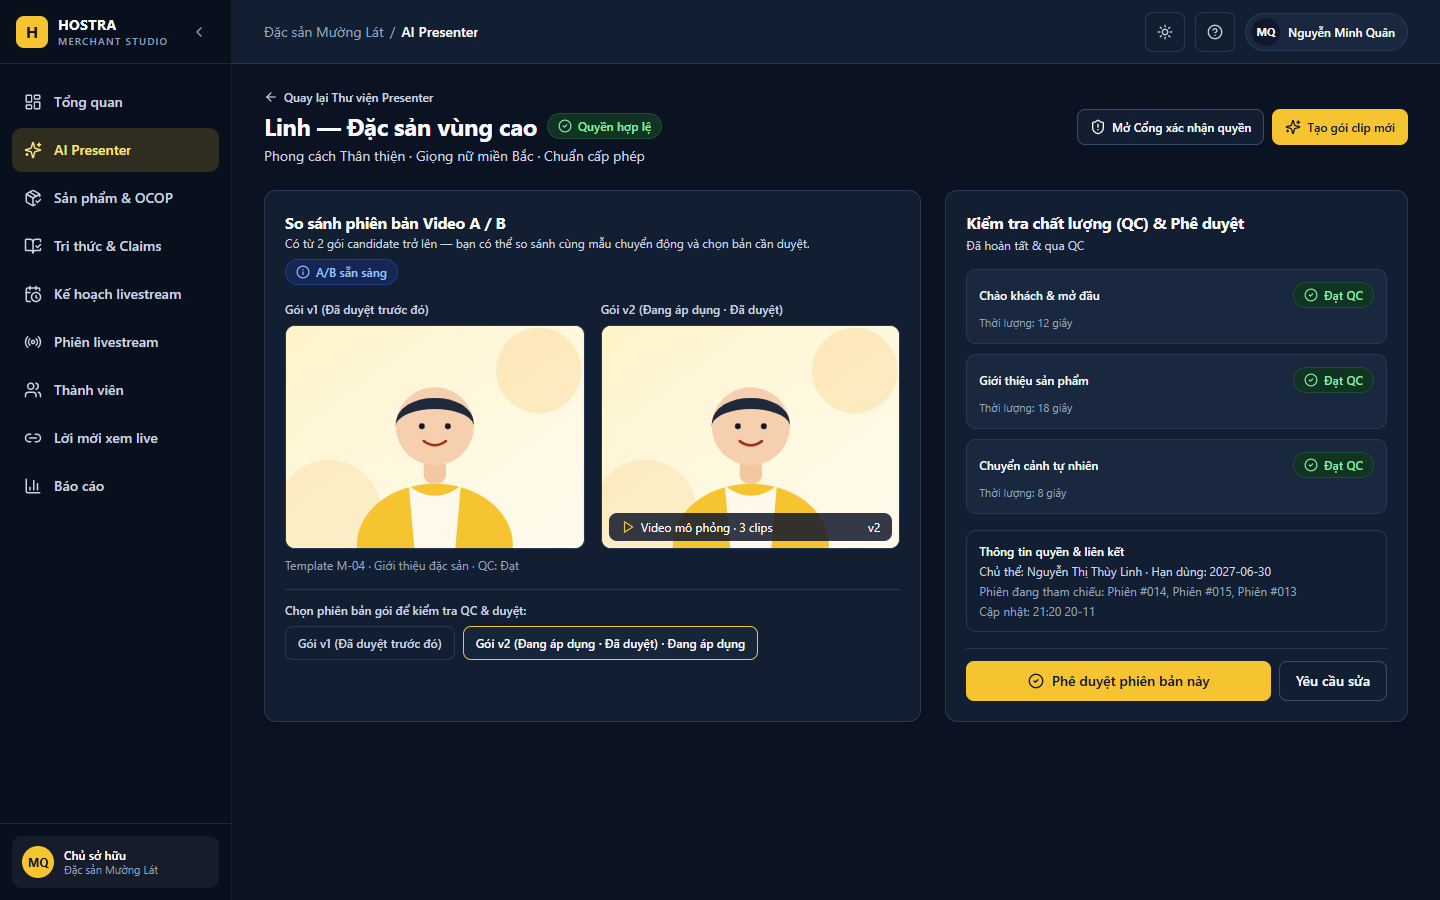 H
HOSTRA
MERCHANT STUDIO
Tổng quan
AI Presenter
Sản phẩm & OCOP
Tri thức & Claims
Kế hoạch livestream
Phiên livestream
Thành viên
Lời mời xem live
Báo cáo
MQ
Chủ sở hữu
Đặc sản Mường Lát
Đặc sản Mường Lát / AI Presenter
MQ Nguyễn Minh Quân
Quay lại Thư viện Presenter
Linh — Đặc sản vùng cao
Quyền hợp lệ
Phong cách Thân thiện · Giọng nữ miền Bắc · Chuẩn cấp phép
Mở Cổng xác nhận quyền
Tạo gói clip mới
So sánh phiên bản Video A / B
Có từ 2 gói candidate trở lên — bạn có thể so sánh cùng mẫu chuyển động và chọn bản cần duyệt.
A/B sẵn sàng
Gói v1 (Đã duyệt trước đó)
Gói v2 (Đang áp dụng · Đã duyệt)
Video mô phỏng · 3 clips
v2
Template M-04 · Giới thiệu đặc sản · QC: Đạt
Chọn phiên bản gói để kiểm tra QC & duyệt:
Gói v1 (Đã duyệt trước đó)
Gói v2 (Đang áp dụng · Đã duyệt) · Đang áp dụng
Kiểm tra chất lượng (QC) & Phê duyệt
Đã hoàn tất & qua QC
Chào khách & mở đầu
Đạt QC
Thời lượng: 12 giây
Giới thiệu sản phẩm
Đạt QC
Thời lượng: 18 giây
Chuyển cảnh tự nhiên
Đạt QC
Thời lượng: 8 giây
Thông tin quyền & liên kết
Chủ thể: Nguyễn Thị Thùy Linh · Hạn dùng: 2027-06-30
Phiên đang tham chiếu: Phiên #014, Phiên #015, Phiên #013
Cập nhật: 21:20 20-11
Phê duyệt phiên bản này
Yêu cầu sửa